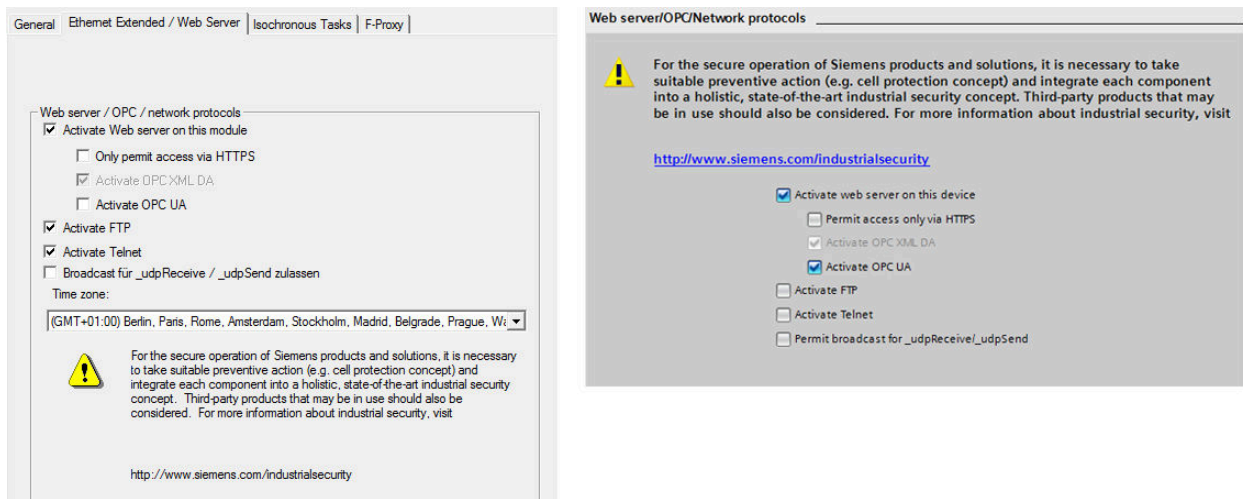 General
Ethernet Extended / Web Server
Isochronous Tasks
F-Proxy
Web server / OPC / network protocols
Activate Web server on this module
Only permit access via HTTPS
Activate OPC XML DA
Activate OPC UA
Activate FTP
Activate Telnet
Broadcast für _udpReceive / _udpSend zulassen
Time zone:
(GMT+01:00) Berlin, Paris, Rome, Amsterdam, Stockholm, Madrid, Belgrade, Prague,
For the secure operation of Siemens products and solutions, it is necessary
to take suitable preventive action (e.g. cell protection concept) and
integrate each component into a holistic, state-of-the-art industrial security
concept. Third-party products that may be in use should also be
considered. For more information about industrial security, visit
http://www.siemens.com/industrialsecurity
Web server/OPC/Network protocols
For the secure operation of Siemens products and solutions, it is necessary to take
suitable preventive action (e.g. cell protection concept) and integrate each component
into a holistic, state-of-the-art industrial security concept. Third-party products that may
be in use should also be considered. For more information about industrial security, visit
http://www.siemens.com/industrialsecurity
Activate web server on this device
Permit access only via HTTPS
Activate OPC XML DA
Activate OPC UA
Activate FTP
Activate Telnet
Permit broadcast for _udpReceive/_udpSend